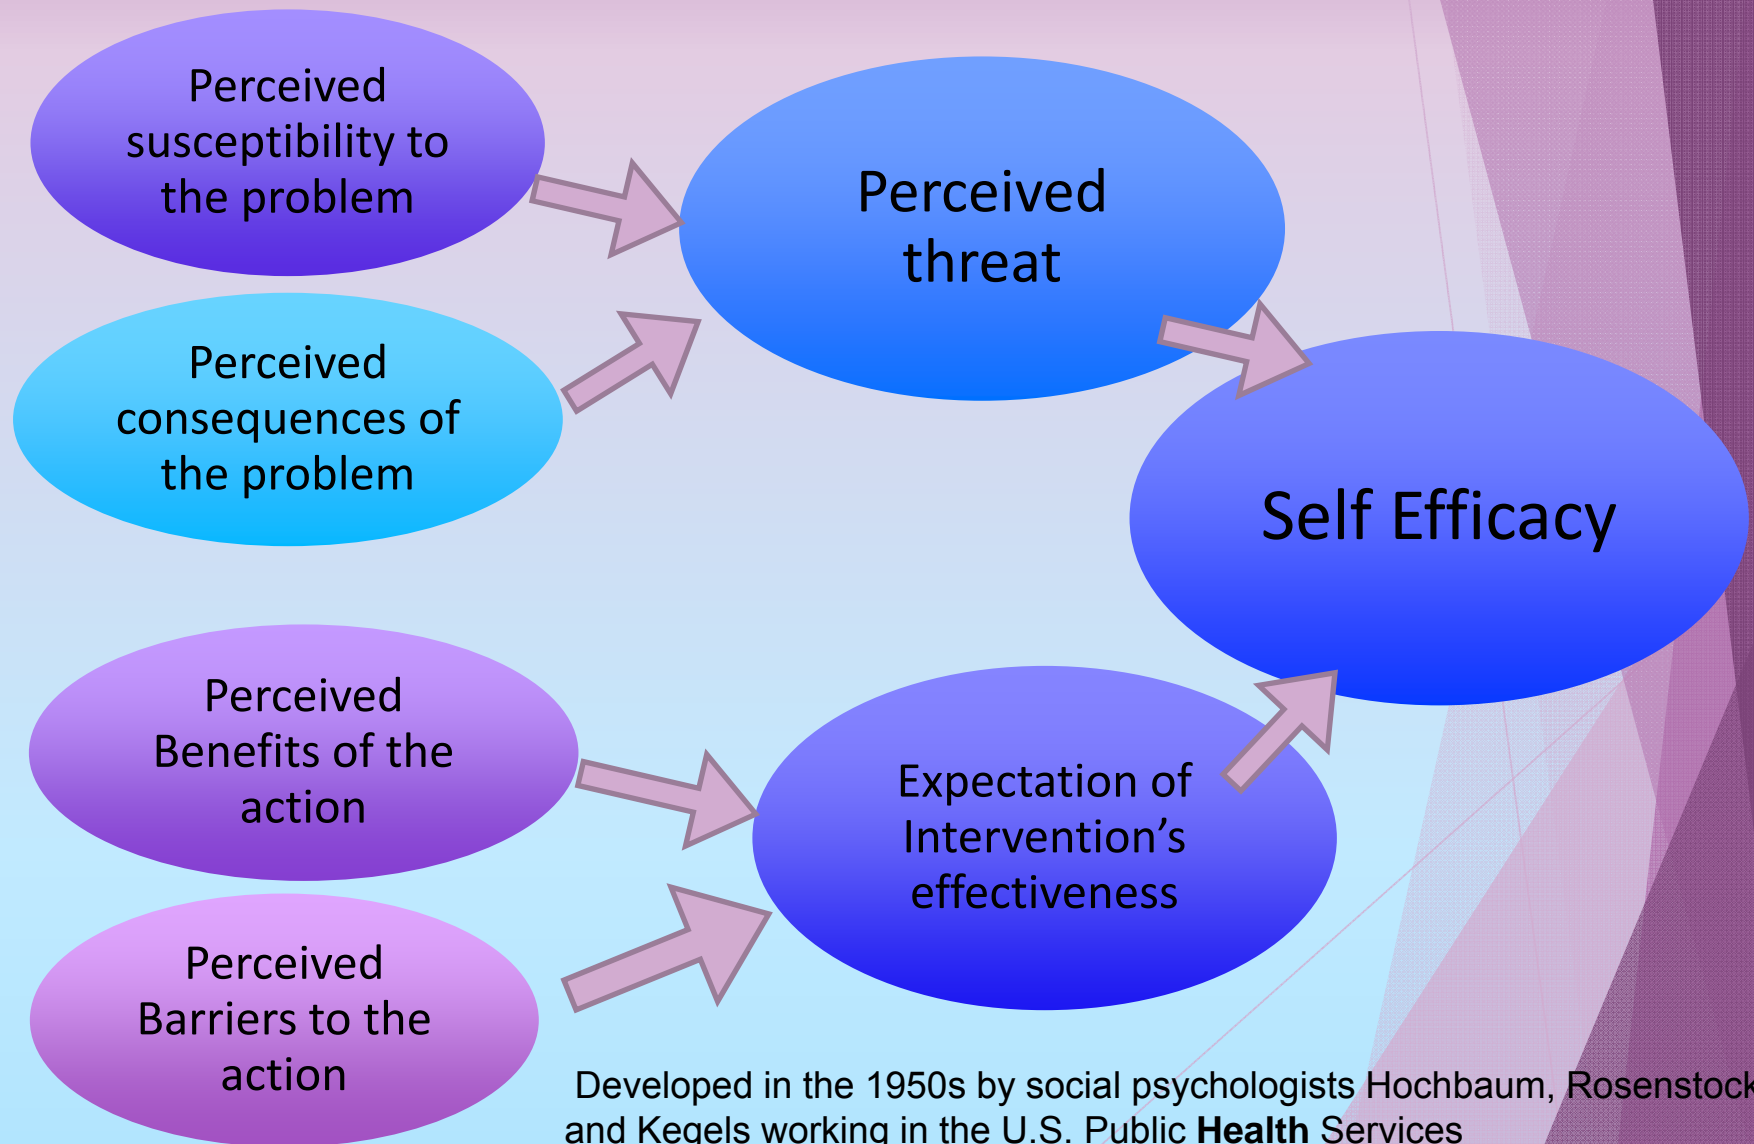 Perceived
susceptibility to
the problem
Perceived
threat
Perceived
consequences of
the problem
Self Efficacy
Perceived
Benefits of the
action
Expectation of
Intervention’s
effectiveness
Perceived
Barriers to the
action
Developed in the 1950s by social psychologists Hochbaum, Rosenstock
and Kegels working in the U.S. Public Health Services